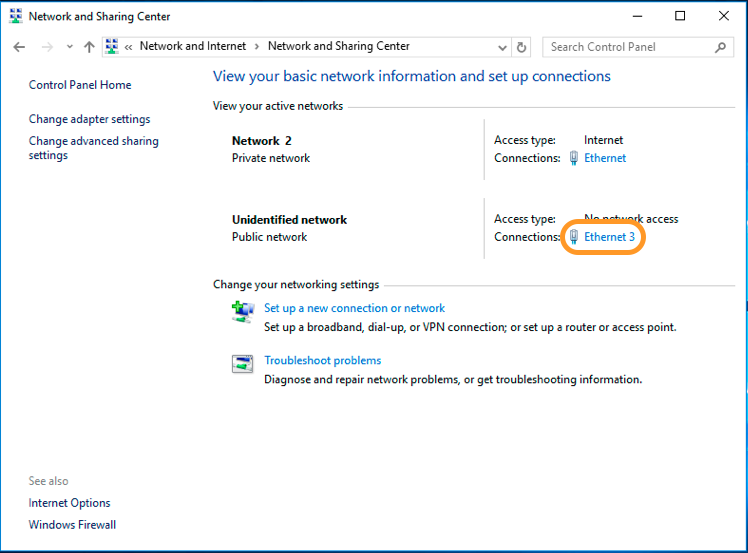 Network and Sharing Center
« Network and Internet > Network and Sharing Center
Search Control Panel
Control Panel Home
Change adapter settings
Change advanced sharing
settings
View your basic network information and set up connections
View your active networks
Network 2
Private network
Access type: Internet
Connections: Ethernet
Unidentified network
Public network
Access type: No network access
Connections: Ethernet 3
Change your networking settings
Set up a new connection or network
Set up a broadband, dial-up, or VPN connection; or set up a router or access point.
Troubleshoot problems
Diagnose and repair network problems, or get troubleshooting information.
See also
Internet Options
Windows Firewall